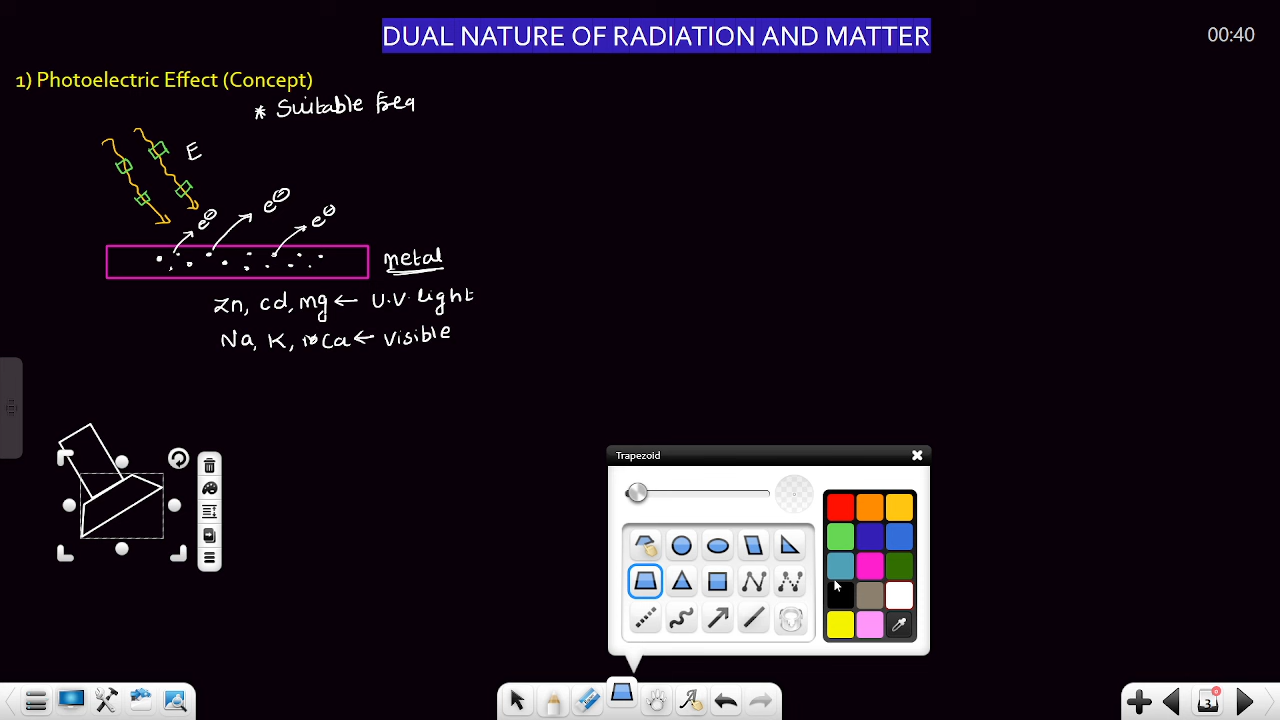 DUAL NATURE OF RADIATION AND MATTER
00:40
1) Photoelectric Effect (Concept)
* Suitable freq
E
e⊖ e⊖ e⊖
metal
Zn, Cd, Mg ← U.V. light
Na, K, Ca ← Visible
Trapezoid
3